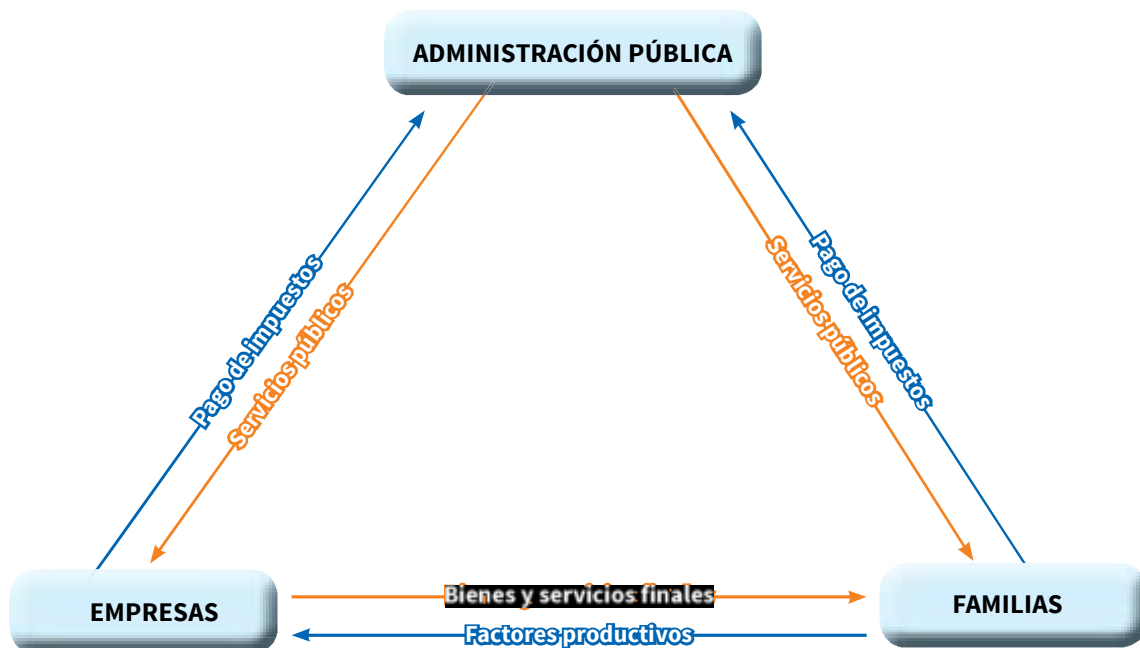 ADMINISTRACIÓN PÚBLICA
Pago de impuestos
Servicios públicos
Servicios públicos
Pago de impuestos
EMPRESAS
Bienes y servicios finales
Factores productivos
FAMILIAS